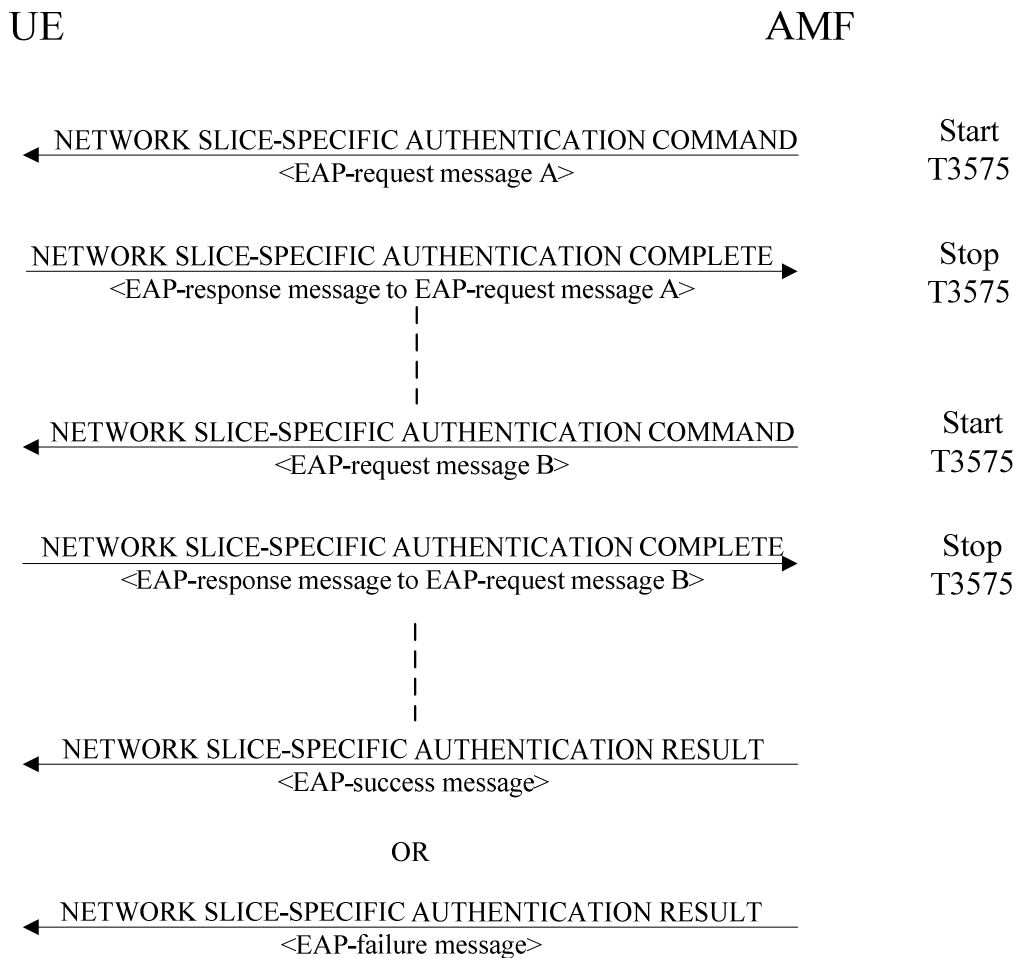 UE
AMF
NETWORK SLICE-SPECIFIC AUTHENTICATION COMMAND
<EAP-request message A>
Start
T3575
NETWORK SLICE-SPECIFIC AUTHENTICATION COMPLETE
<EAP-response message to EAP-request message A>
Stop
T3575
NETWORK SLICE-SPECIFIC AUTHENTICATION COMMAND
<EAP-request message B>
Start
T3575
NETWORK SLICE-SPECIFIC AUTHENTICATION COMPLETE
<EAP-response message to EAP-request message B>
Stop
T3575
NETWORK SLICE-SPECIFIC AUTHENTICATION RESULT
<EAP-success message>
OR
NETWORK SLICE-SPECIFIC AUTHENTICATION RESULT
<EAP-failure message>